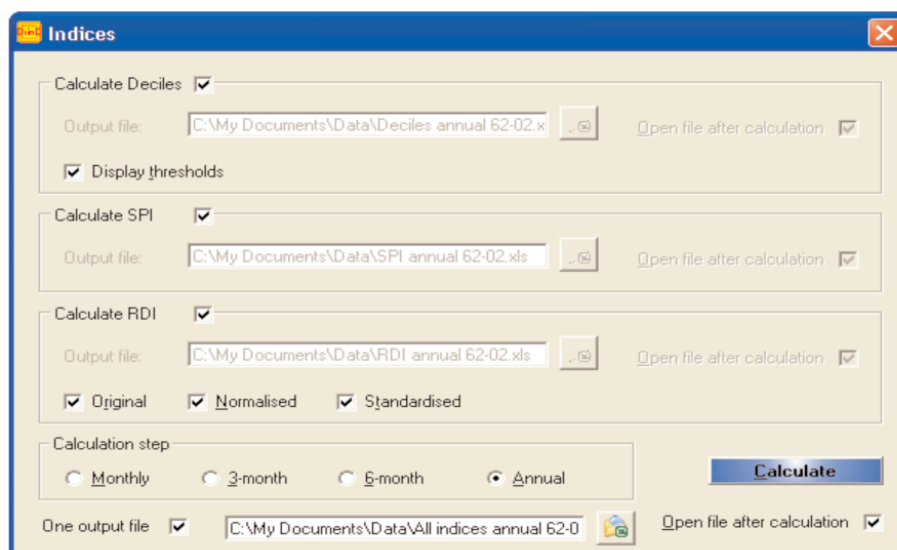 Indices
Calculate Deciles
Output file: C:\My Documents\Data\Deciles annual 62-02.x Open file after calculation
Display thresholds
Calculate SPI
Output file: C:\My Documents\Data\SPI annual 62-02.xls Open file after calculation
Calculate RDI
Output file: C:\My Documents\Data\RDI annual 62-02.xls Open file after calculation
Original Normalised Standardised
Calculation step
Monthly 3-month 6-month Annual
Calculate
One output file C:\My Documents\Data\All indices annual 62-0 Open file after calculation